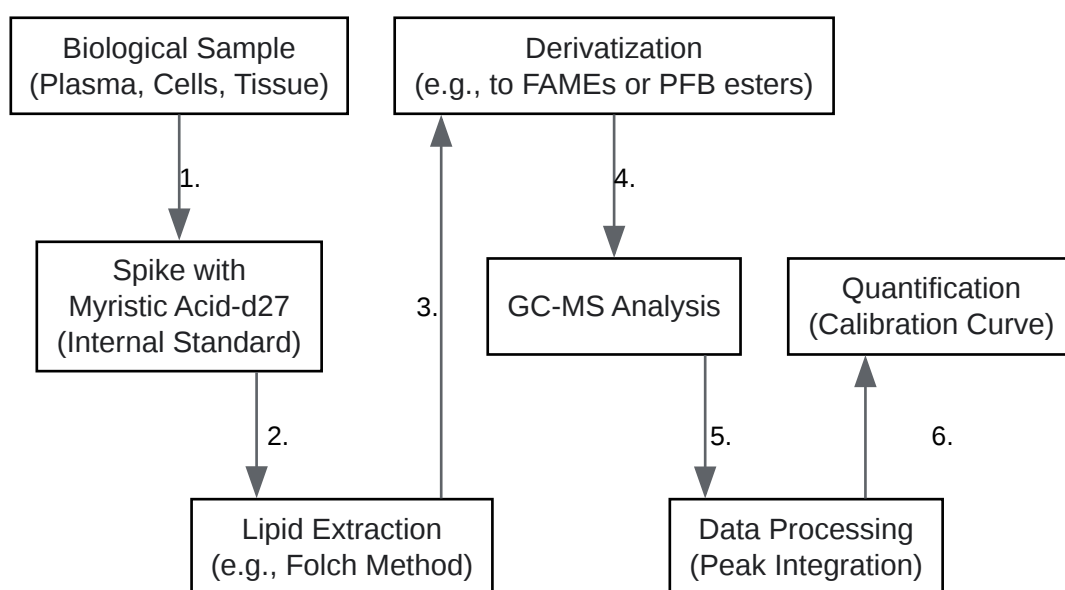 Biological Sample
(Plasma, Cells, Tissue)
1.
Spike with
Myristic Acid-d27
(Internal Standard)
2.
Lipid Extraction
(e.g., Folch Method)
3.
Derivatization
(e.g., to FAMEs or PFB esters)
4.
GC-MS Analysis
5.
Data Processing
(Peak Integration)
6.
Quantification
(Calibration Curve)